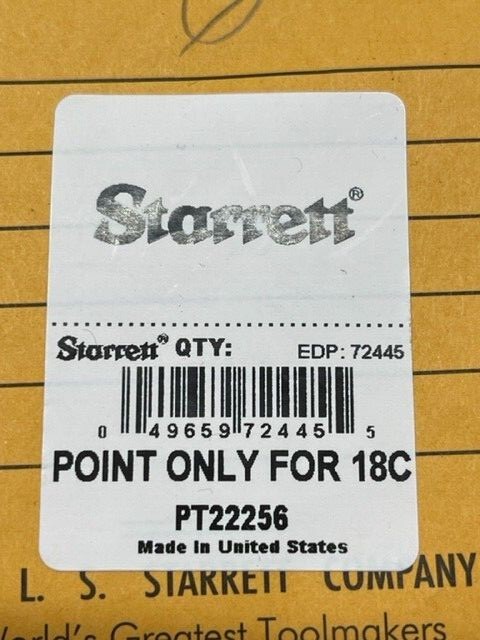 Starrett®
Starrett® QTY: EDP: 72445
0 49659 72445 5
POINT ONLY FOR 18C
PT22256
Made In United States
L. S. STARRETT COMPANY
World's Greatest Toolmakers